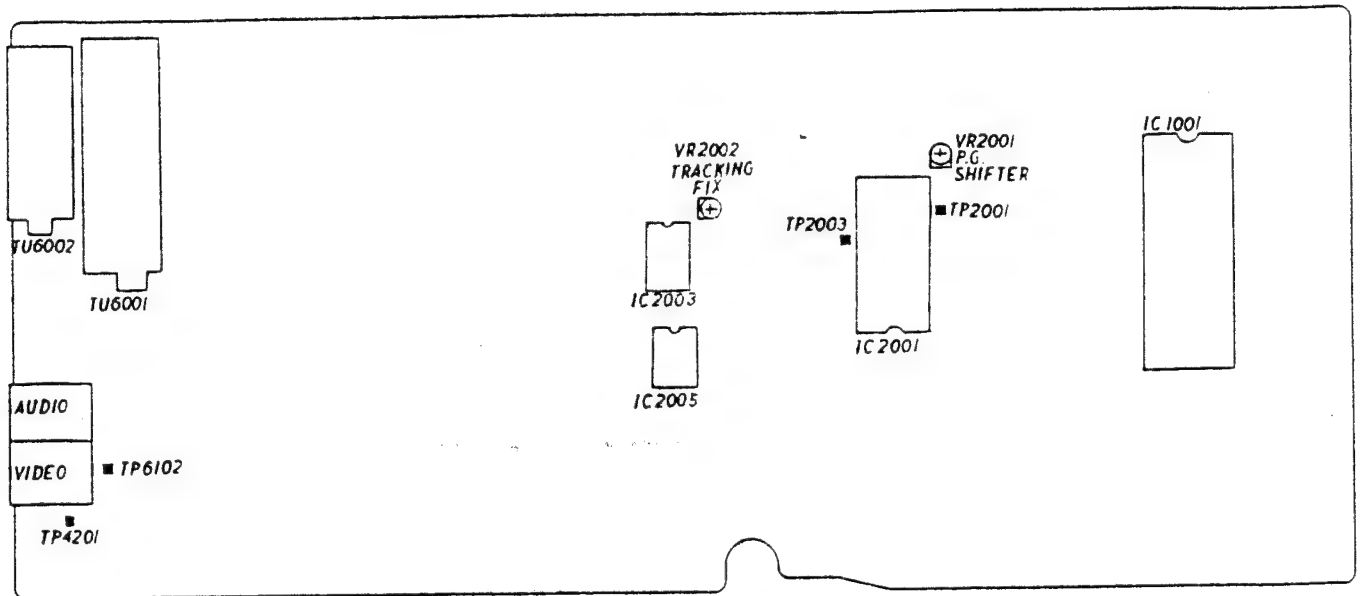 IC1001
VR2001
P.G.
SHIFTER
VR2002
TRACKING
FIX
TP2003
TP2001
TU6002
TU6001
IC2003
IC2001
IC2005
AUDIO
VIDEO
TP6102
TP4201